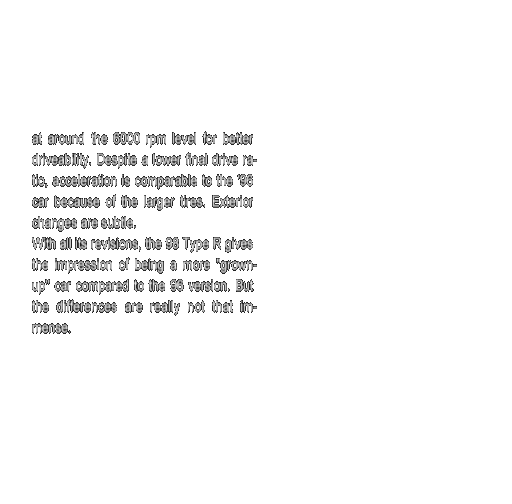 at around the 6000 rpm level for better
driveability. Despite a lower final drive ra-
tio, acceleration is comparable to the '96
car because of the larger tires. Exterior
changes are subtle.
With all its revisions, the 98 Type R gives
the impression of being a more "grown-
up" car compared to the 96 version. But
the differences are really not that im-
mense.